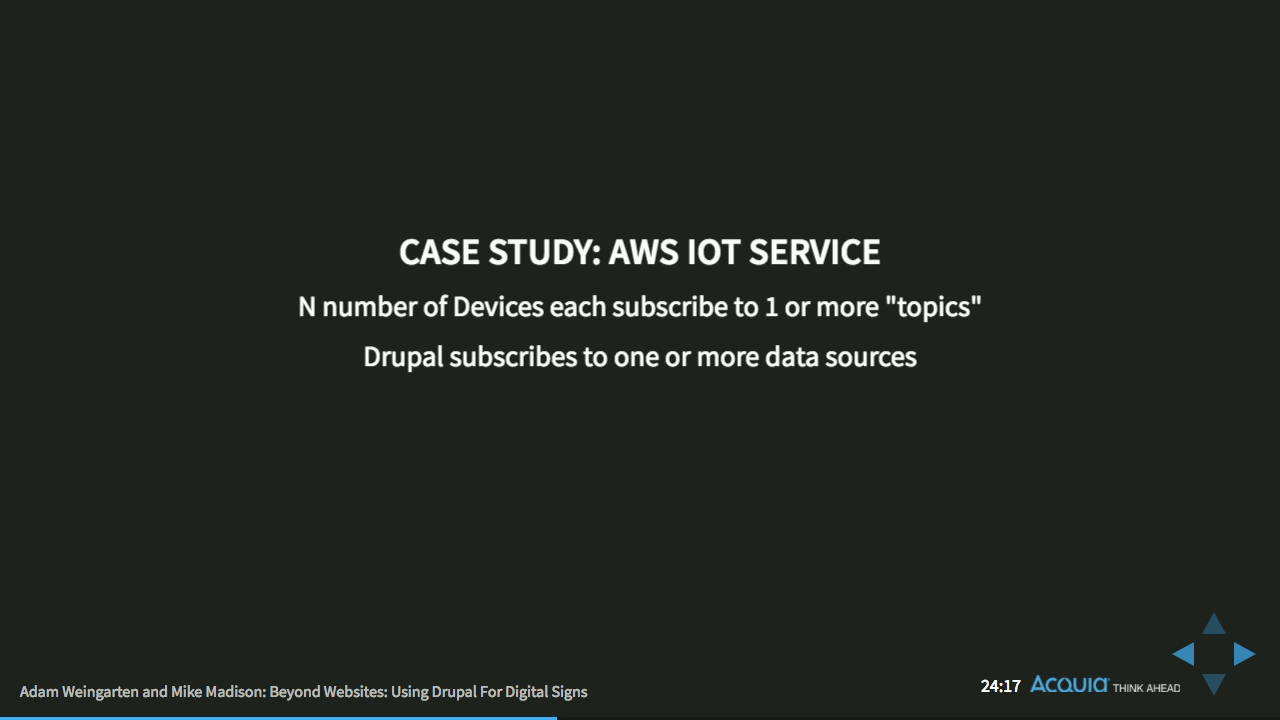 CASE STUDY: AWS IOT SERVICE
N number of Devices each subscribe to 1 or more "topics"
Drupal subscribes to one or more data sources
Adam Weingarten and Mike Madison: Beyond Websites: Using Drupal For Digital Signs
24:17 Acquia THINK AHEAD